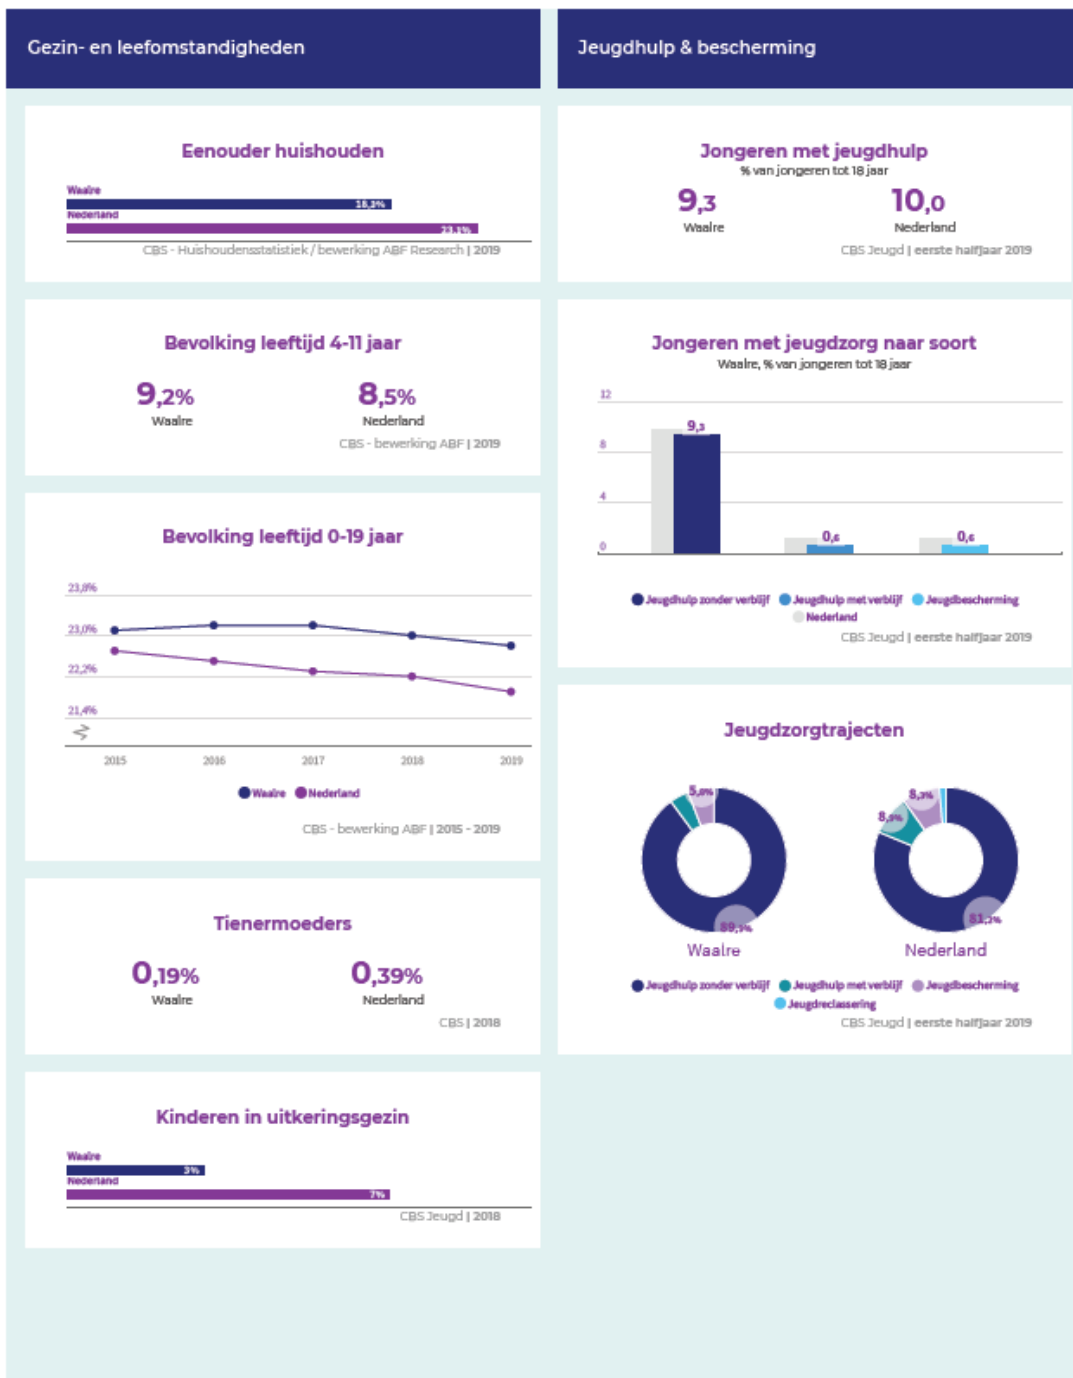 Gezin- en leefomstandigheden
Eenouder huishouden
Waalre
18,2%
Nederland
23,1%
CBS - Huishoudensstatistiek / bewerking ABF Research | 2019
Bevolking leeftijd 4-11 jaar
9,2% 8,5%
Waalre Nederland
CBS - bewerking ABF | 2019
Bevolking leeftijd 0-19 jaar
23,8%
23,0%
22,2%
21,4%
2015 2016 2017 2018 2019
Waalre Nederland
CBS - bewerking ABF | 2015 - 2019
Tienermoeders
0,19% 0,39%
Waalre Nederland
CBS | 2018
Kinderen in uitkeringsgezin
Waalre
3%
Nederland
7%
CBS Jeugd | 2018
Jeugdhulp & bescherming
Jongeren met jeugdhulp
% van jongeren tot 18 jaar
9,3 10,0
Waalre Nederland
CBS Jeugd | eerste halfjaar 2019
Jongeren met jeugdzorg naar soort
Waalre, % van jongeren tot 18 jaar
12
8
4
0
9,3
0,6 0,6
Jeugdhulp zonder verblijf Jeugdhulp met verblijf Jeugdbescherming
Nederland
CBS Jeugd | eerste halfjaar 2019
Jeugdzorgtrajecten
Waalre Nederland
Jeugdhulp zonder verblijf Jeugdhulp met verblijf Jeugdbescherming
Jeugdreclassering
CBS Jeugd | eerste halfjaar 2019